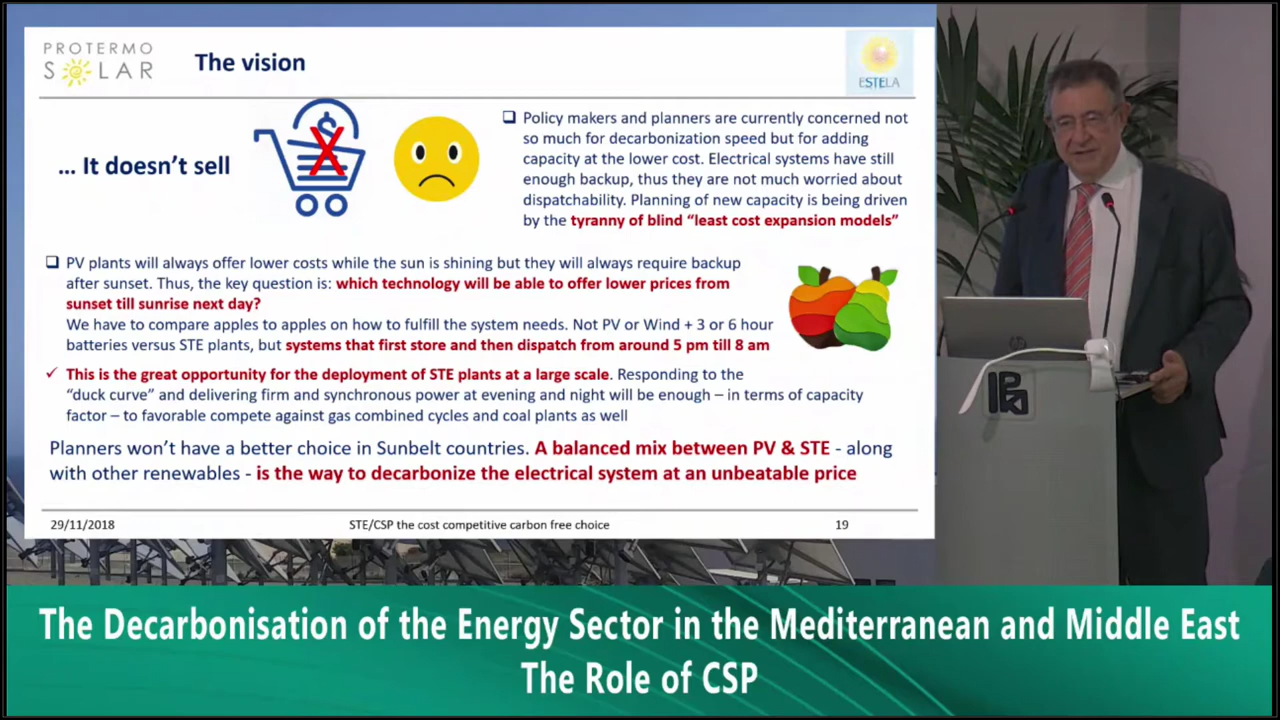 PROTERMO
SOLAR
The vision
ESTELA
... It doesn't sell
$
X
❑ Policy makers and planners are currently concerned not
so much for decarbonization speed but for adding
capacity at the lower cost. Electrical systems have still
enough backup, thus they are not much worried about
dispatchability. Planning of new capacity is being driven
by the tyranny of blind “least cost expansion models”
❑ PV plants will always offer lower costs while the sun is shining but they will always require backup
after sunset. Thus, the key question is: which technology will be able to offer lower prices from
sunset till sunrise next day?
We have to compare apples to apples on how to fulfill the system needs. Not PV or Wind + 3 or 6 hour
batteries versus STE plants, but systems that first store and then dispatch from around 5 pm till 8 am
✓ This is the great opportunity for the deployment of STE plants at a large scale. Responding to the
“duck curve” and delivering firm and synchronous power at evening and night will be enough – in terms of capacity
factor – to favorable compete against gas combined cycles and coal plants as well
Planners won't have a better choice in Sunbelt countries. A balanced mix between PV & STE - along
with other renewables - is the way to decarbonize the electrical system at an unbeatable price
29/11/2018
STE/CSP the cost competitive carbon free choice
19
The Decarbonisation of the Energy Sector in the Mediterranean and Middle East
The Role of CSP